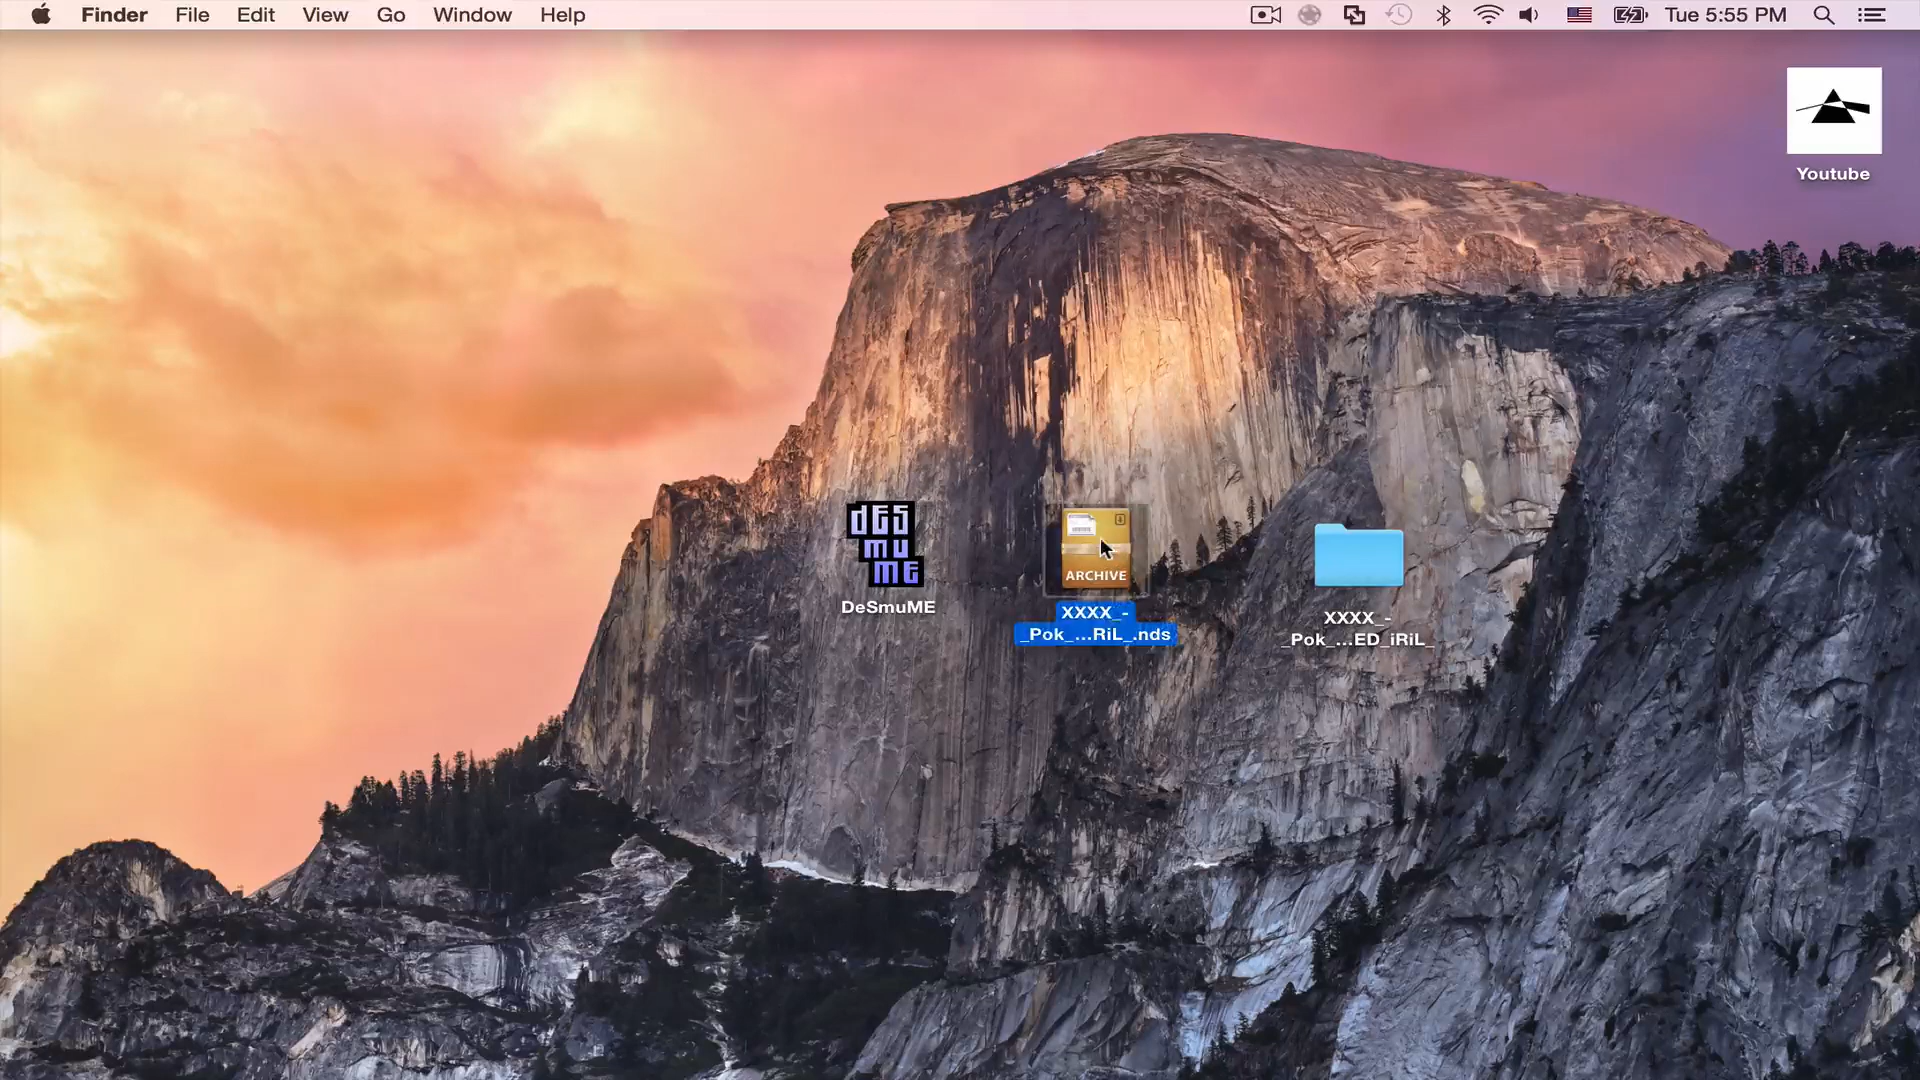 Finder File Edit View Go Window Help Tue 5:55 PM
Youtube
DESMUME
DeSmuME
ARCHIVE
XXXX_-
_Pok_...RiL_.nds
XXXX_-
_Pok_...ED_iRiL_